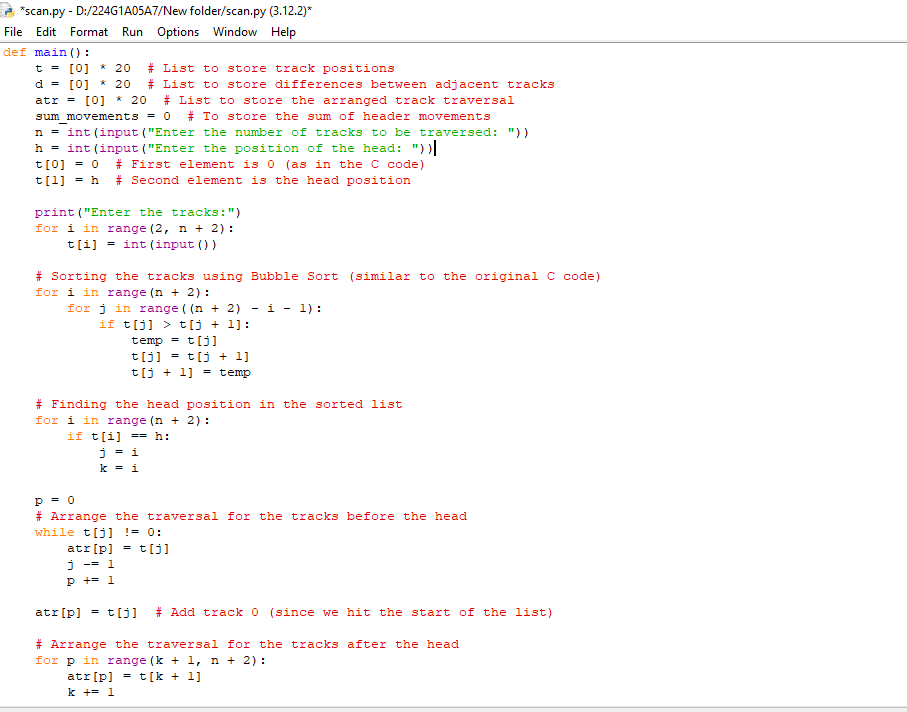 *scan.py - D:/224G1A05A7/New folder/scan.py (3.12.2)*
File Edit Format Run Options Window Help
def main():
    t = [0] * 20  # List to store track positions
    d = [0] * 20  # List to store differences between adjacent tracks
    atr = [0] * 20  # List to store the arranged track traversal
    sum_movements = 0  # To store the sum of header movements
    n = int(input("Enter the number of tracks to be traversed: "))
    h = int(input("Enter the position of the head: "))
    t[0] = 0  # First element is 0 (as in the C code)
    t[1] = h  # Second element is the head position

    print("Enter the tracks:")
    for i in range(2, n + 2):
        t[i] = int(input())

    # Sorting the tracks using Bubble Sort (similar to the original C code)
    for i in range(n + 2):
        for j in range((n + 2) - i - 1):
            if t[j] > t[j + 1]:
                temp = t[j]
                t[j] = t[j + 1]
                t[j + 1] = temp

    # Finding the head position in the sorted list
    for i in range(n + 2):
        if t[i] == h:
            j = i
            k = i

    p = 0
    # Arrange the traversal for the tracks before the head
    while t[j] != 0:
        atr[p] = t[j]
        j -= 1
        p += 1

    atr[p] = t[j]  # Add track 0 (since we hit the start of the list)

    # Arrange the traversal for the tracks after the head
    for p in range(k + 1, n + 2):
        atr[p] = t[k + 1]
        k += 1